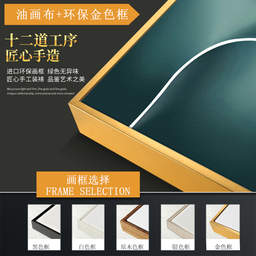 油画布+环保金色框
十二道工序
匠心手造
进口环保画框 绿色无异味
匠心手工装裱 品鉴艺术之美
画框选择
FRAME SELECTION
黑色框 白色框 原木色框 银色框 金色框